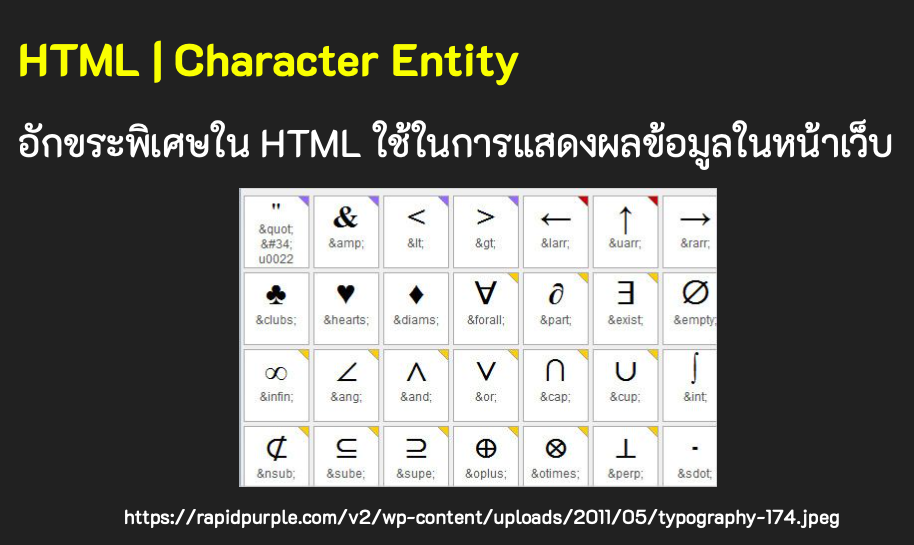 HTML | Character Entity
อักขระพิเศษใน HTML ใช้ในการแสดงผลข้อมูลในหน้าเว็บ
" & < > ← ↑ →
&quot; &amp; &lt; &gt; &larr; &uarr; &rarr;
&#34;
u0022
♣ ♥ ♦ ∀ ∂ ∃ ∅
&clubs; &hearts; &diams; &forall; &part; &exist; &empty;
∞ ∠ ∧ ∨ ∩ ∪ ∫
&infin; &ang; &and; &or; &cap; &cup; &int;
⊄ ⊆ ⊇ ⊕ ⊗ ⊥ ⋅
&nsub; &sube; &supe; &oplus; &otimes; &perp; &sdot;
https://rapidpurple.com/v2/wp-content/uploads/2011/05/typography-174.jpeg